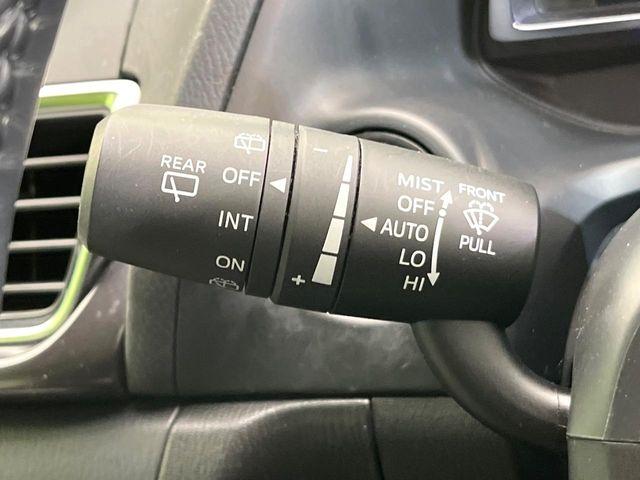 REAR
OFF
INT
ON
−
+
MIST
OFF
AUTO
LO
HI
FRONT
PULL